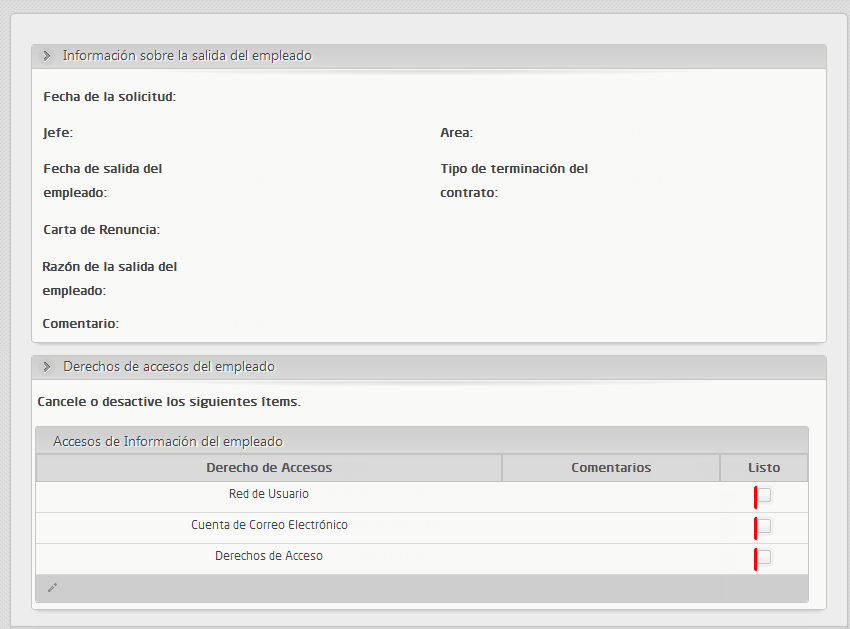 Información sobre la salida del empleado
Fecha de la solicitud:
Jefe:
Area:
Fecha de salida del
empleado:
Tipo de terminación del
contrato:
Carta de Renuncia:
Razón de la salida del
empleado:
Comentario:
Derechos de accesos del empleado
Cancele o desactive los siguientes ítems.
Accesos de Información del empleado
Derecho de Accesos Comentarios Listo
Red de Usuario
Cuenta de Correo Electrónico
Derechos de Acceso